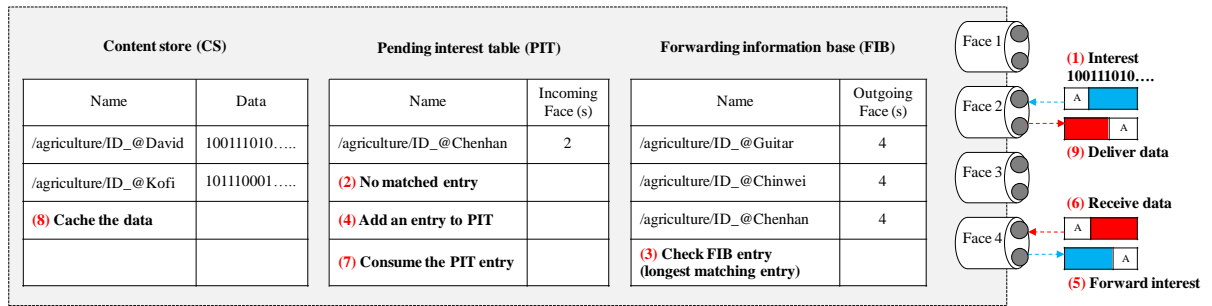 Content store (CS)
Pending interest table (PIT)
Forwarding information base (FIB)
Name
Data
Name
Incoming
Face (s)
Name
Outgoing
Face (s)
/agriculture/ID_@David
100111010…..
/agriculture/ID_@Chenhan
2
/agriculture/ID_@Guitar
4
/agriculture/ID_@Kofi
101110001…..
(2) No matched entry
/agriculture/ID_@Chinwei
4
(8) Cache the data
(4) Add an entry to PIT
/agriculture/ID_@Chenhan
4
(7) Consume the PIT entry
(3) Check FIB entry
(longest matching entry)
Face 1
Face 2
Face 3
Face 4
(1) Interest
100111010….
A
A
(9) Deliver data
(6) Receive data
A
A
(5) Forward interest